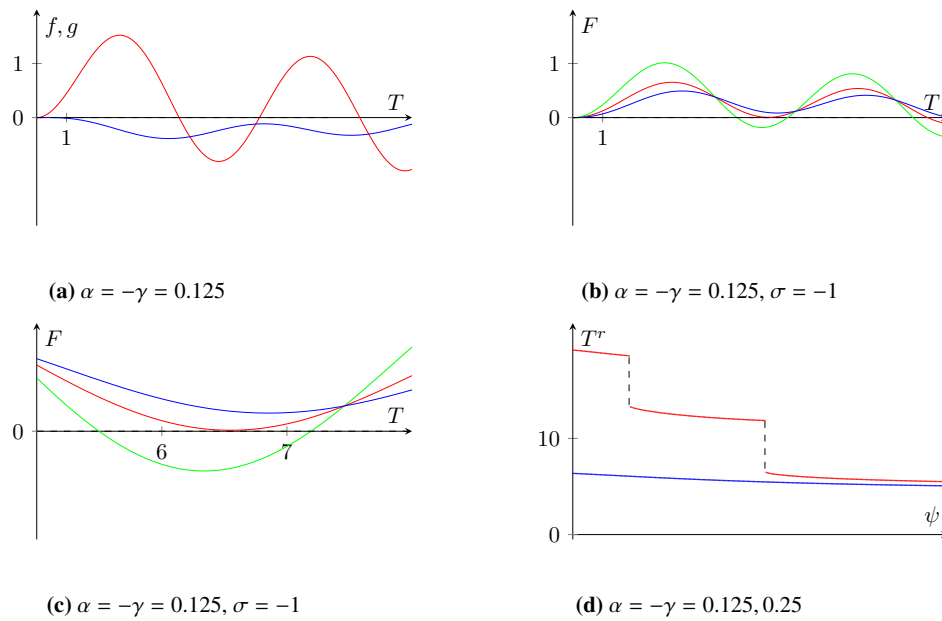 f, g
1
T
0
1
(a) α = −γ = 0.125
F
1
T
0
1
(b) α = −γ = 0.125, σ = −1
F
T
0
6
7
(c) α = −γ = 0.125, σ = −1
T^r
10
ψ
0
(d) α = −γ = 0.125, 0.25